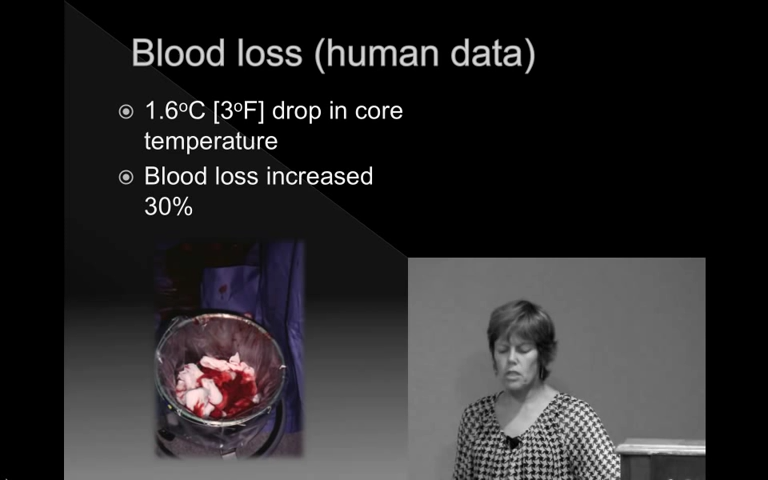 Blood loss (human data)
1.6ºC [3ºF] drop in core
temperature
Blood loss increased
30%